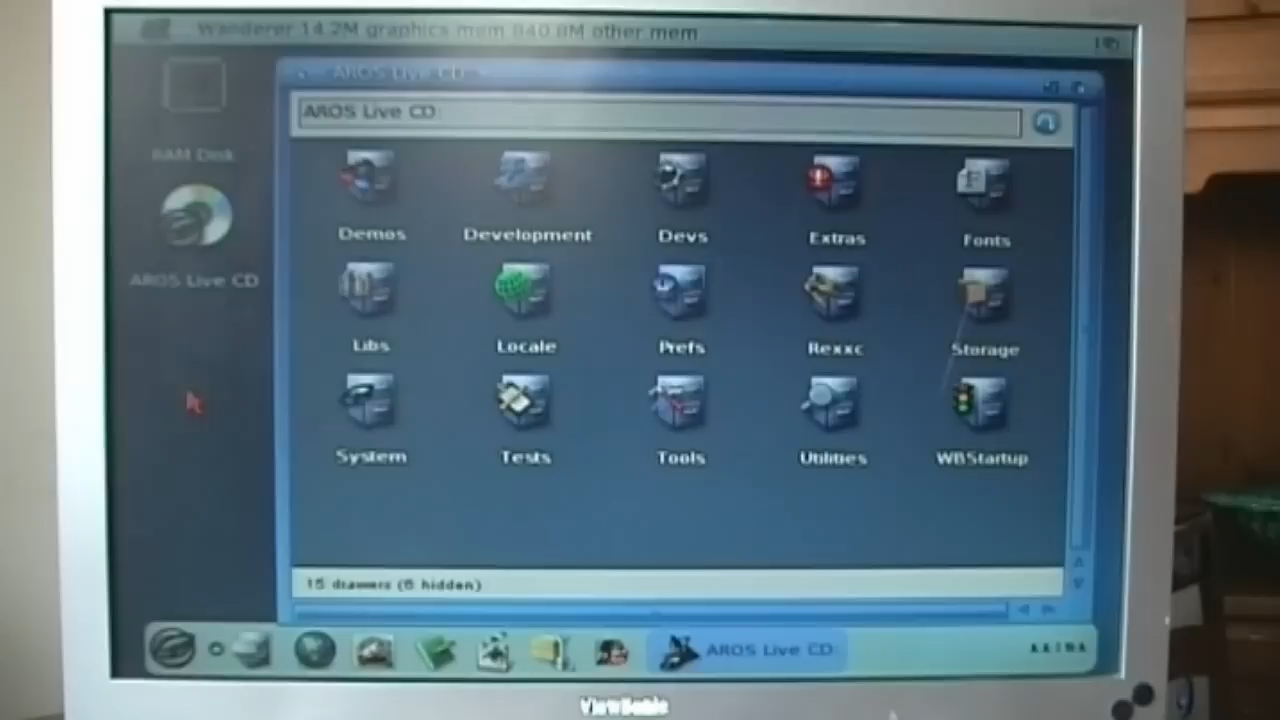 Wanderer 14.2M graphics mem 840.8M other mem
AROS Live CD
AROS Live CD:
RAM Disk
AROS Live CD
Demos Development Devs Extras Fonts
Libs Locale Prefs Rexxc Storage
System Tests Tools Utilities WBStartup
15 drawers (6 hidden)
AROS Live CD
ViewSonic